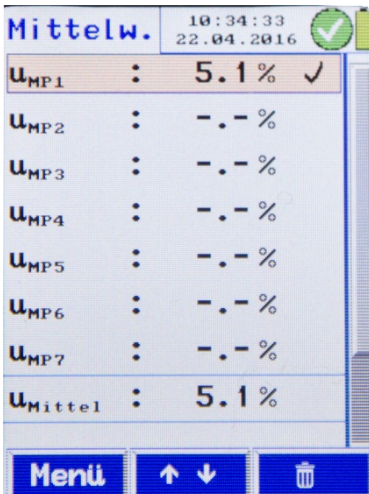 Mittelw. 10:34:33
22.04.2016
uMP1 : 5.1 %
uMP2 : -.- %
uMP3 : -.- %
uMP4 : -.- %
uMP5 : -.- %
uMP6 : -.- %
uMP7 : -.- %
uMittel : 5.1 %
Menü